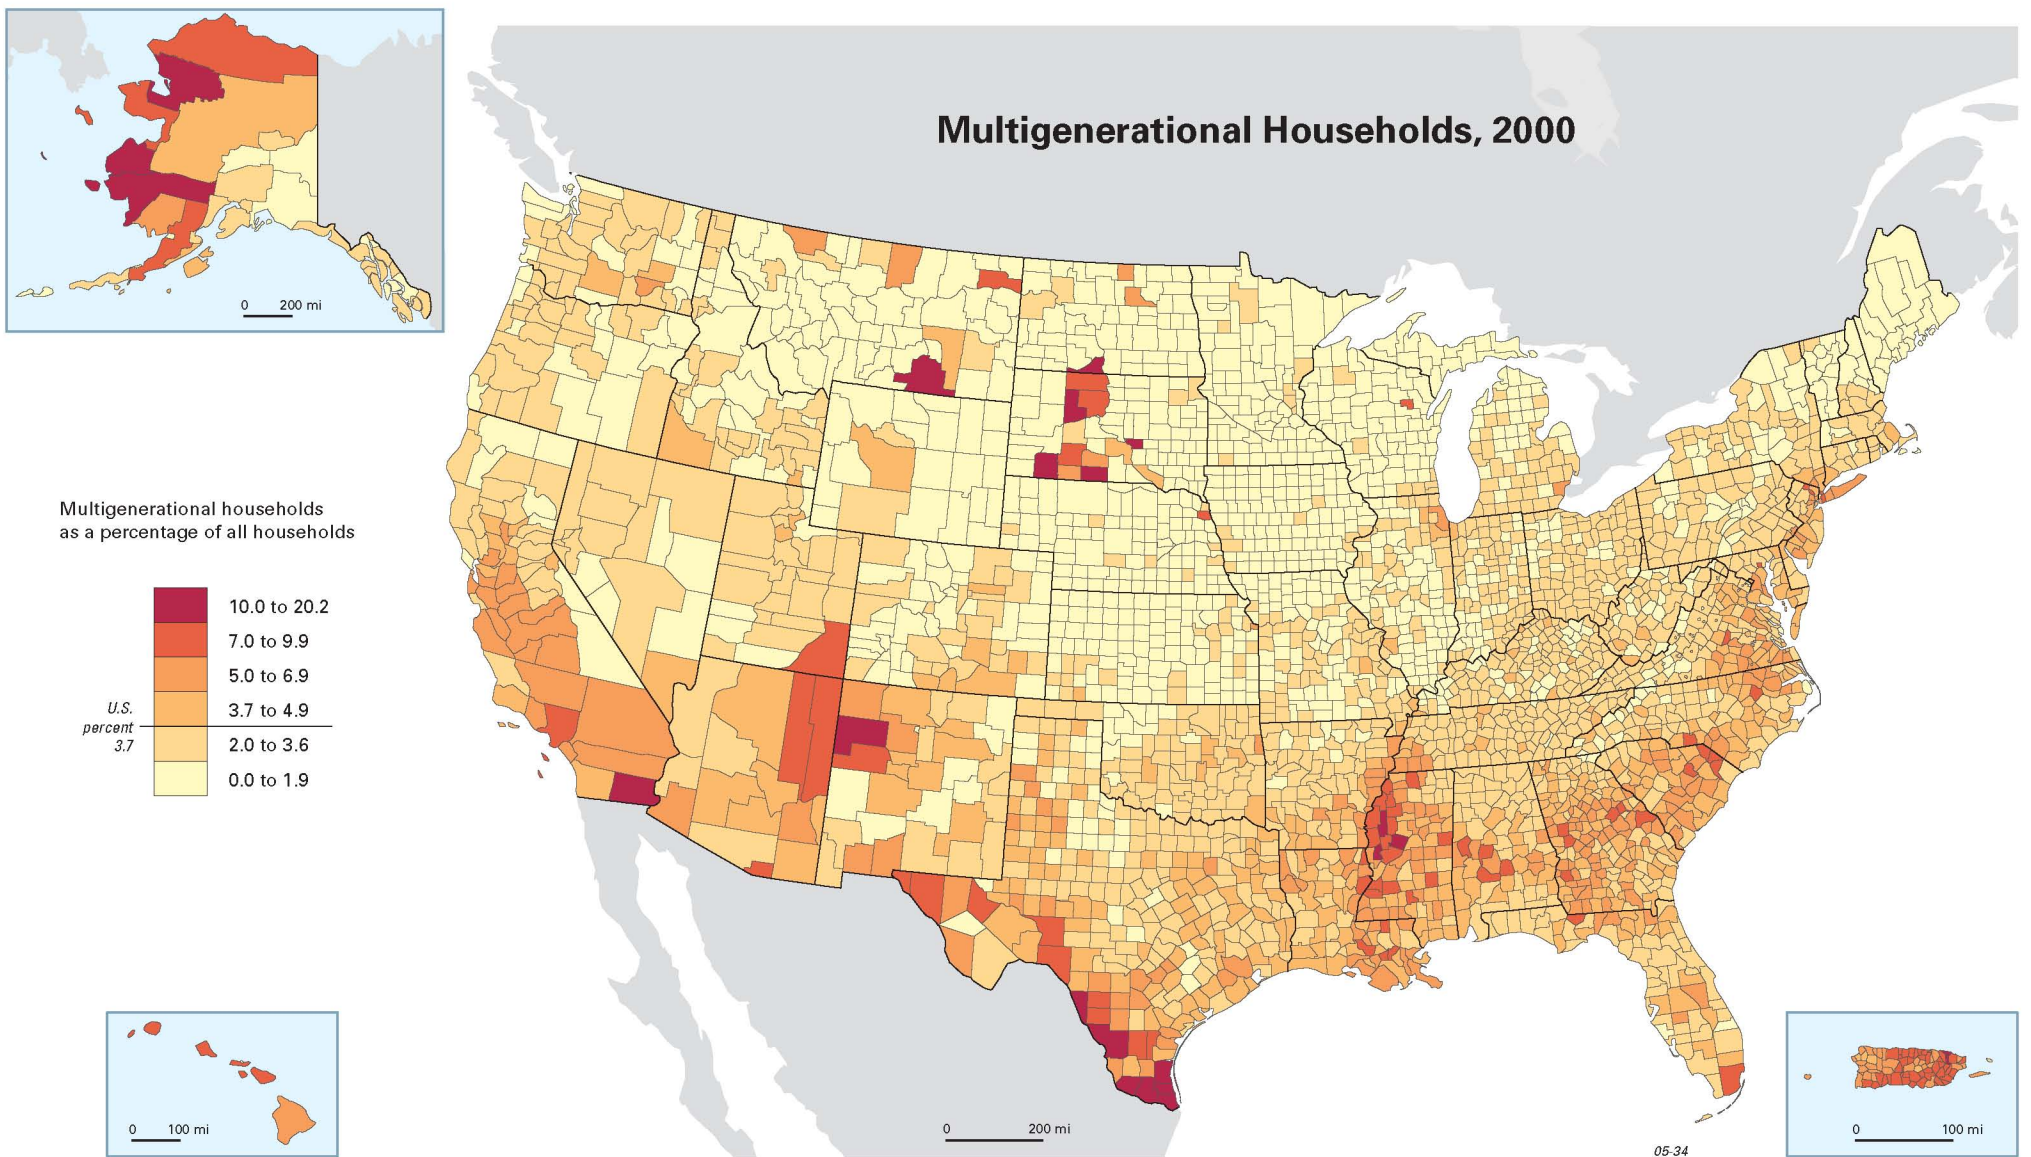 Multigenerational Households, 2000
0 200 mi
Multigenerational households
as a percentage of all households
10.0 to 20.2
7.0 to 9.9
5.0 to 6.9
U.S.
percent
3.7
3.7 to 4.9
2.0 to 3.6
0.0 to 1.9
0 100 mi
0 200 mi
0 100 mi
05-34